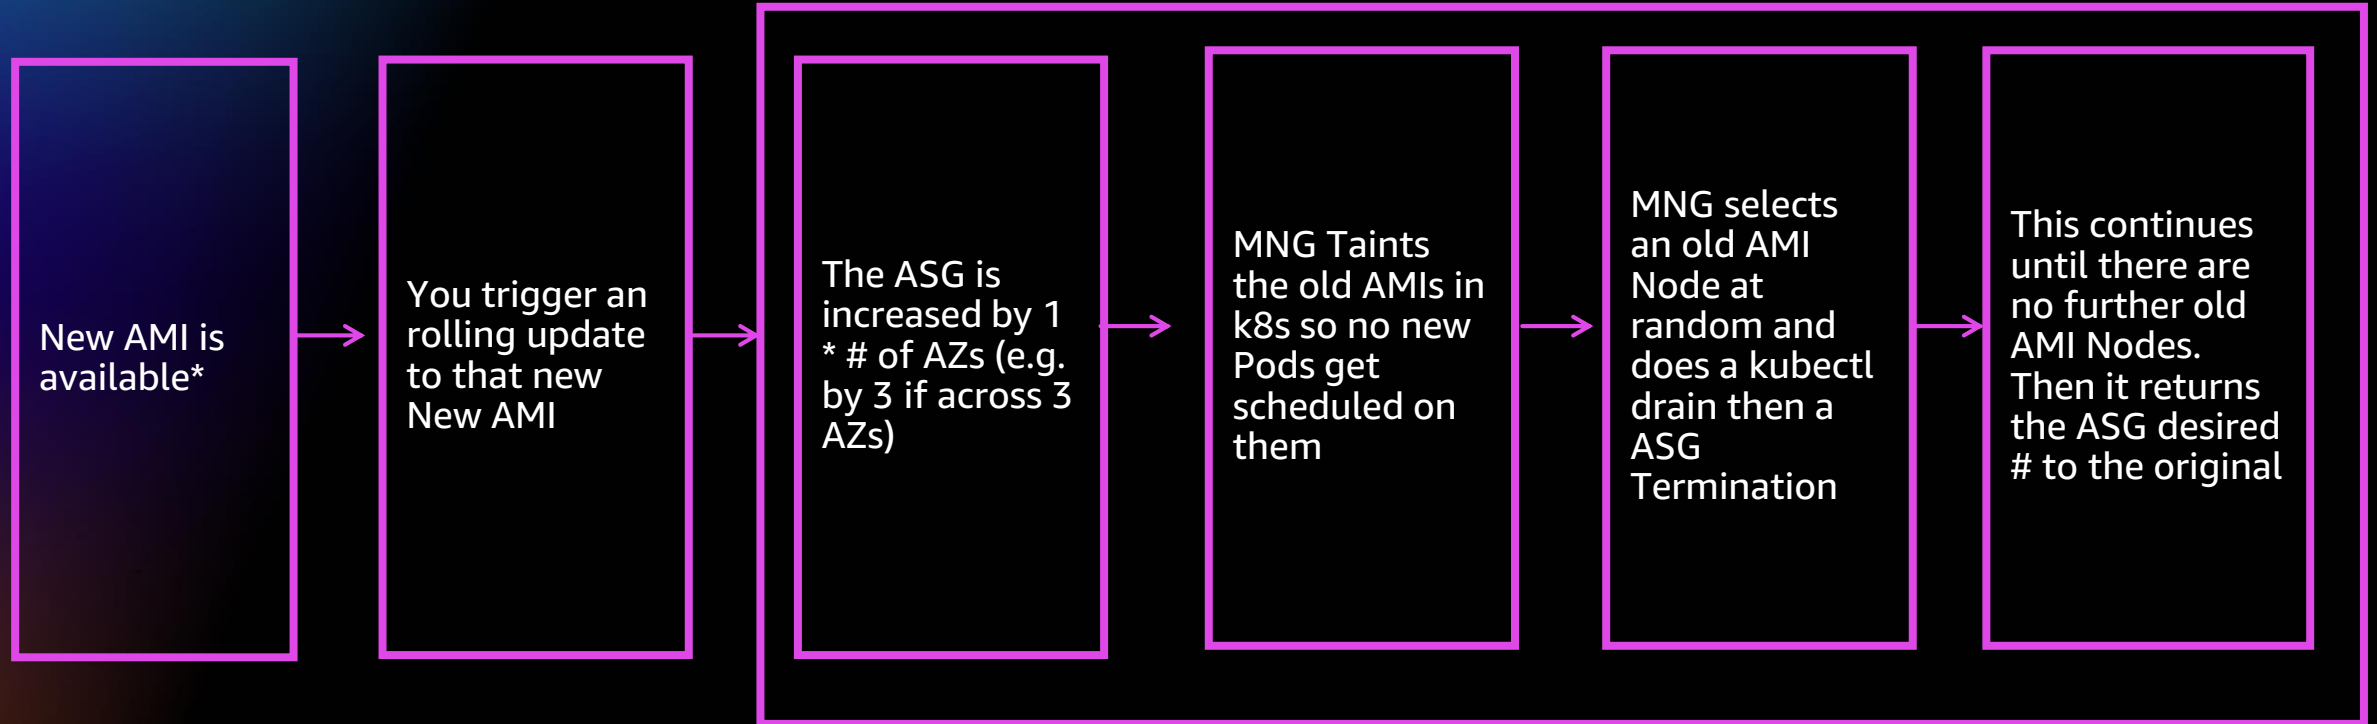 New AMI is
available*
You trigger an
rolling update
to that new
New AMI
The ASG is
increased by 1
* # of AZs (e.g.
by 3 if across 3
AZs)
MNG Taints
the old AMIs in
k8s so no new
Pods get
scheduled on
them
MNG selects
an old AMI
Node at
random and
does a kubectl
drain then a
ASG
Termination
This continues
until there are
no further old
AMI Nodes.
Then it returns
the ASG desired
# to the original